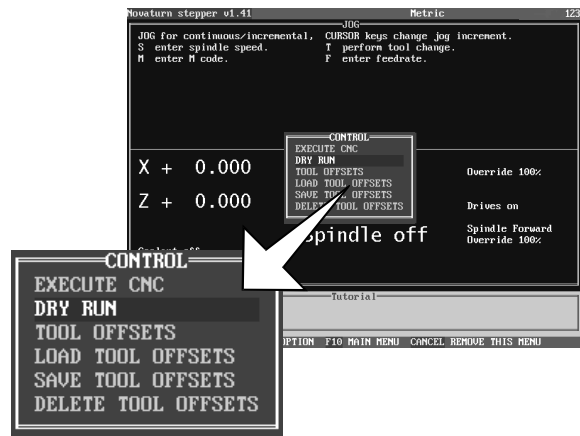 Novaturn stepper v1.41 Metric 123
JOG
JOG for continuous/incremental, CURSOR keys change jog increment.
S enter spindle speed. T perform tool change.
M enter M code. F enter feedrate.
CONTROL
EXECUTE CNC
DRY RUN
TOOL OFFSETS
LOAD TOOL OFFSETS
SAVE TOOL OFFSETS
DELETE TOOL OFFSETS
X + 0.000 Override 100%
Z + 0.000 Drives on
Spindle off Spindle Forward
Override 100%
Tutorial
OPTION F10 MAIN MENU CANCEL REMOVE THIS MENU
CONTROL
EXECUTE CNC
DRY RUN
TOOL OFFSETS
LOAD TOOL OFFSETS
SAVE TOOL OFFSETS
DELETE TOOL OFFSETS